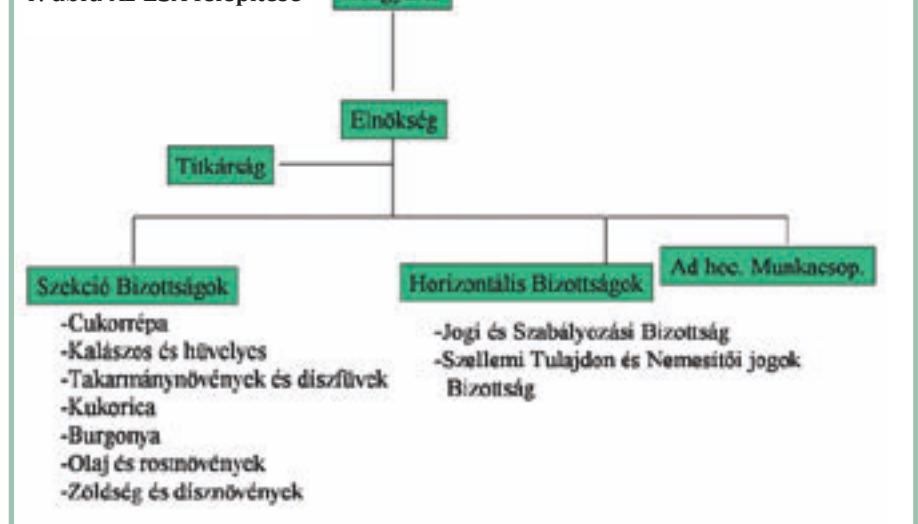 Elnökség
Titkárság
Szekció Bizottságok
-Cukorrépa
-Kalászos és hüvelyes
-Takarmánynövények és díszfüvek
-Kukorica
-Burgonya
-Olaj és rostnövények
-Zöldség és dísznövények
Horizontális Bizottságok
-Jogi és Szabályozási Bizottság
-Szellemi Tulajdon és Nemesítői jogok
Bizottság
Ad hoc. Munkacsop.